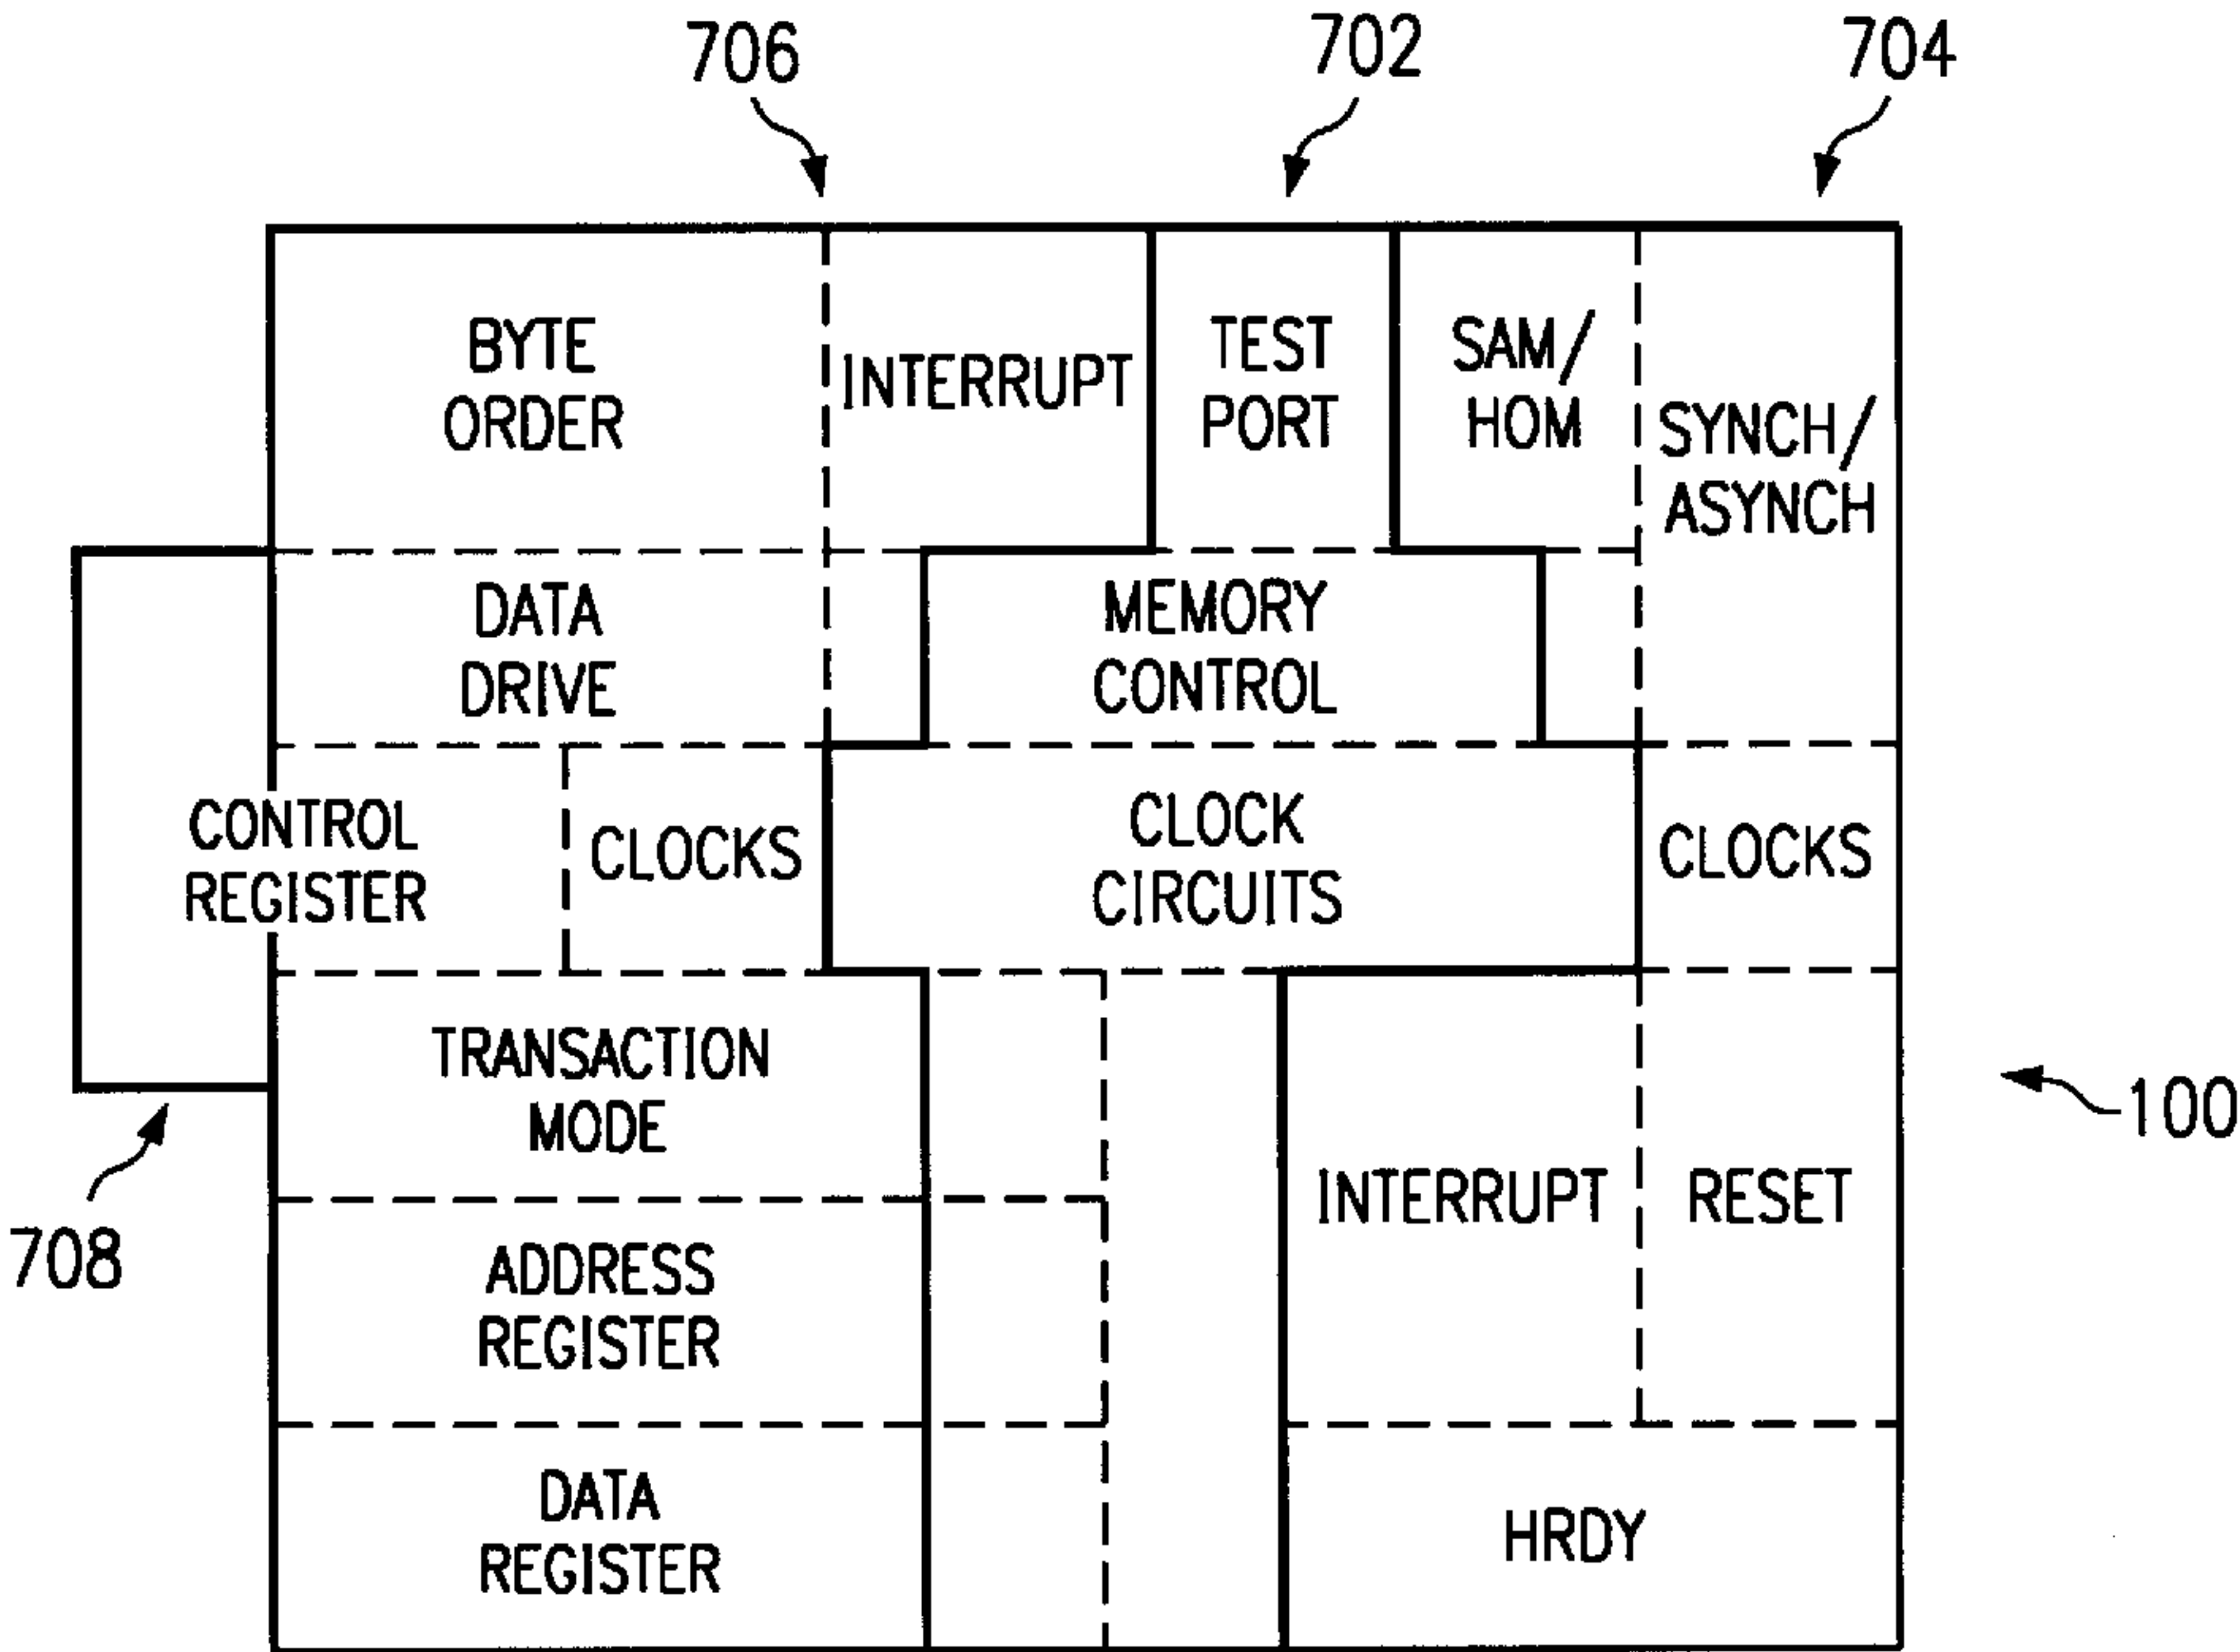 706
702
704
BYTE
ORDER
INTERRUPT
TEST
PORT
SAM/
HOM
SYNCH/
ASYNCH
DATA
DRIVE
MEMORY
CONTROL
CONTROL
REGISTER
CLOCKS
CLOCK
CIRCUITS
CLOCKS
TRANSACTION
MODE
100
INTERRUPT
RESET
708
ADDRESS
REGISTER
DATA
REGISTER
HRDY